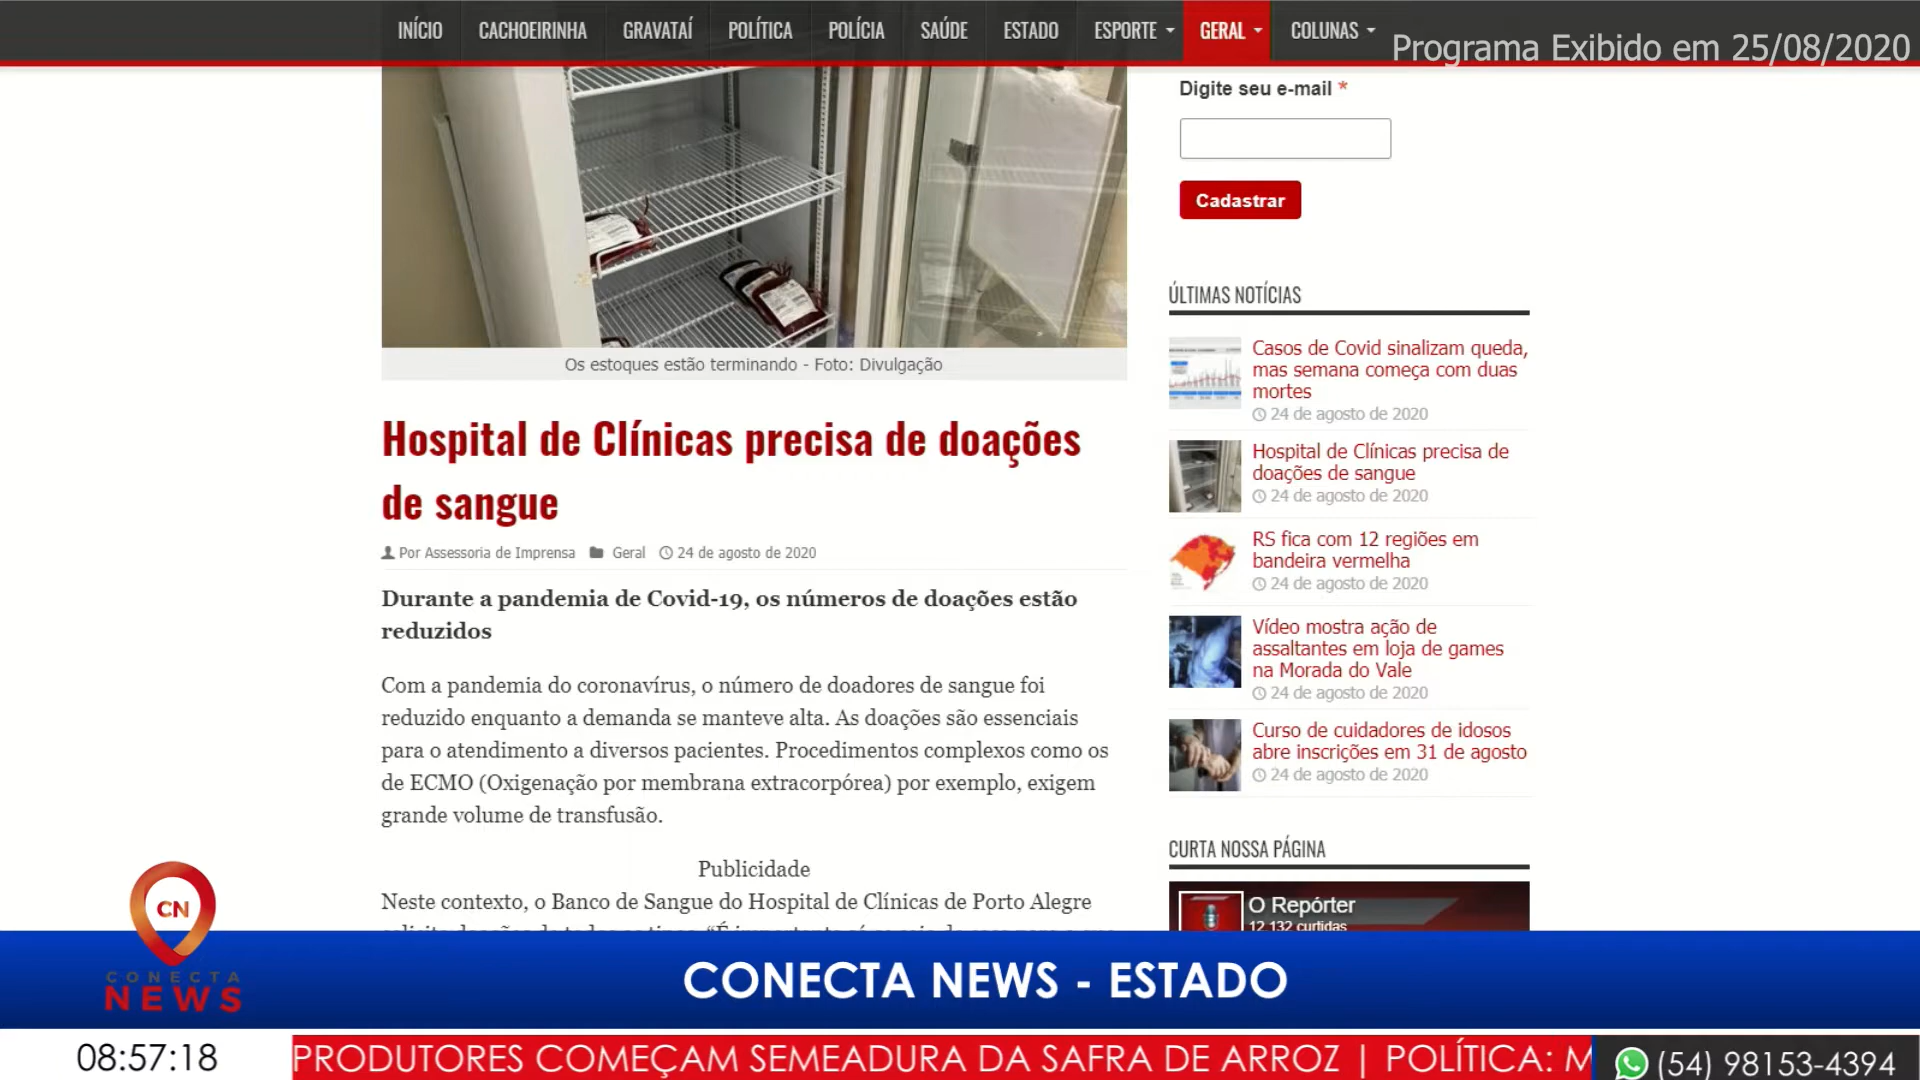 INÍCIO CACHOEIRINHA GRAVATAÍ POLÍTICA POLÍCIA SAÚDE ESTADO ESPORTE GERAL COLUNAS
Programa Exibido em 25/08/2020
Os estoques estão terminando - Foto: Divulgação
Hospital de Clínicas precisa de doações
de sangue
Por Assessoria de Imprensa Geral 24 de agosto de 2020
Durante a pandemia de Covid-19, os números de doações estão
reduzidos
Com a pandemia do coronavírus, o número de doadores de sangue foi
reduzido enquanto a demanda se manteve alta. As doações são essenciais
para o atendimento a diversos pacientes. Procedimentos complexos como os
de ECMO (Oxigenação por membrana extracorpórea) por exemplo, exigem
grande volume de transfusão.
Publicidade
Neste contexto, o Banco de Sangue do Hospital de Clínicas de Porto Alegre
Digite seu e-mail *
Cadastrar
ÚLTIMAS NOTÍCIAS
Casos de Covid sinalizam queda,
mas semana começa com duas
mortes
24 de agosto de 2020
Hospital de Clínicas precisa de
doações de sangue
24 de agosto de 2020
RS fica com 12 regiões em
bandeira vermelha
24 de agosto de 2020
Vídeo mostra ação de
assaltantes em loja de games
na Morada do Vale
24 de agosto de 2020
Curso de cuidadores de idosos
abre inscrições em 31 de agosto
24 de agosto de 2020
CURTA NOSSA PÁGINA
O Repórter
12.132 curtidas
CN
CONECTA
NEWS
CONECTA NEWS - ESTADO
08:57:18
PRODUTORES COMEÇAM SEMEADURA DA SAFRA DE ARROZ | POLÍTICA: M
(54) 98153-4394